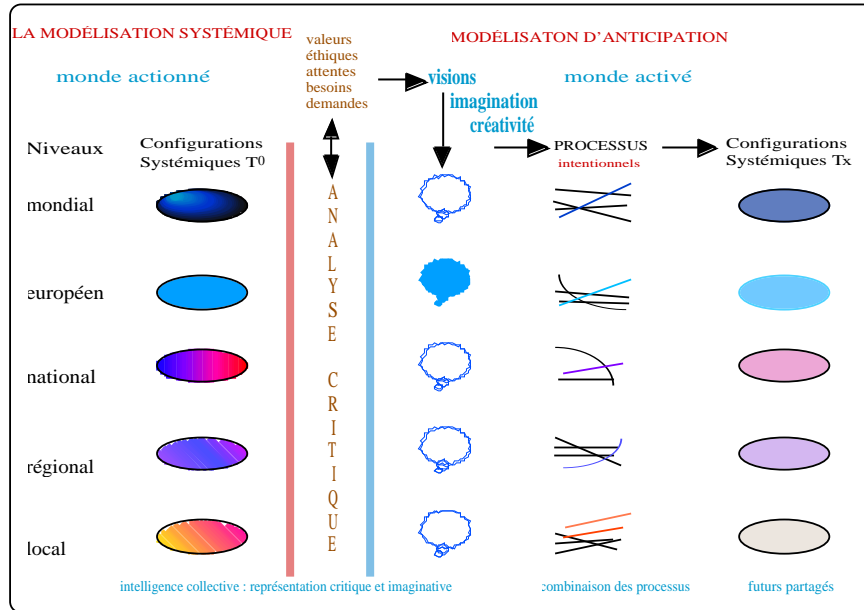 LA MODÉLISATION SYSTÉMIQUE
monde actionné
valeurs
éthiques
attentes
besoins
demandes
MODÉLISATON D'ANTICIPATION
visions
imagination
créativité
monde activé
Niveaux
Configurations
Systémiques T0
PROCESSUS
intentionnels
Configurations
Systémiques Tx
mondial
européen
national
régional
local
ANALYSE CRITIQUE
intelligence collective : représentation critique et imaginative
combinaison des processus
futurs partagés